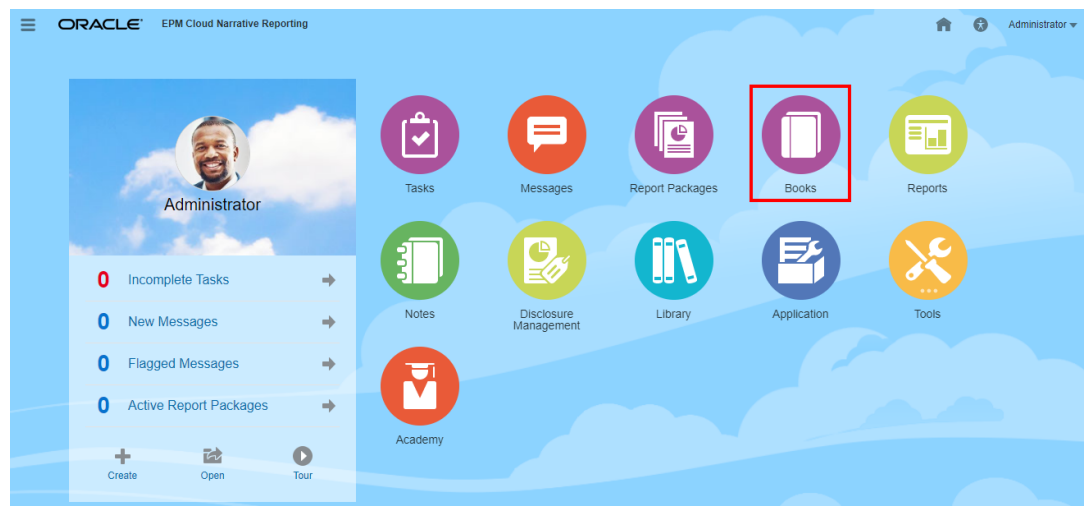 ORACLE® EPM Cloud Narrative Reporting
Administrator
Administrator
0 Incomplete Tasks
0 New Messages
0 Flagged Messages
0 Active Report Packages
Create Open Tour
Tasks Messages Report Packages Books Reports
Notes Disclosure Library Application Tools
Management
Academy